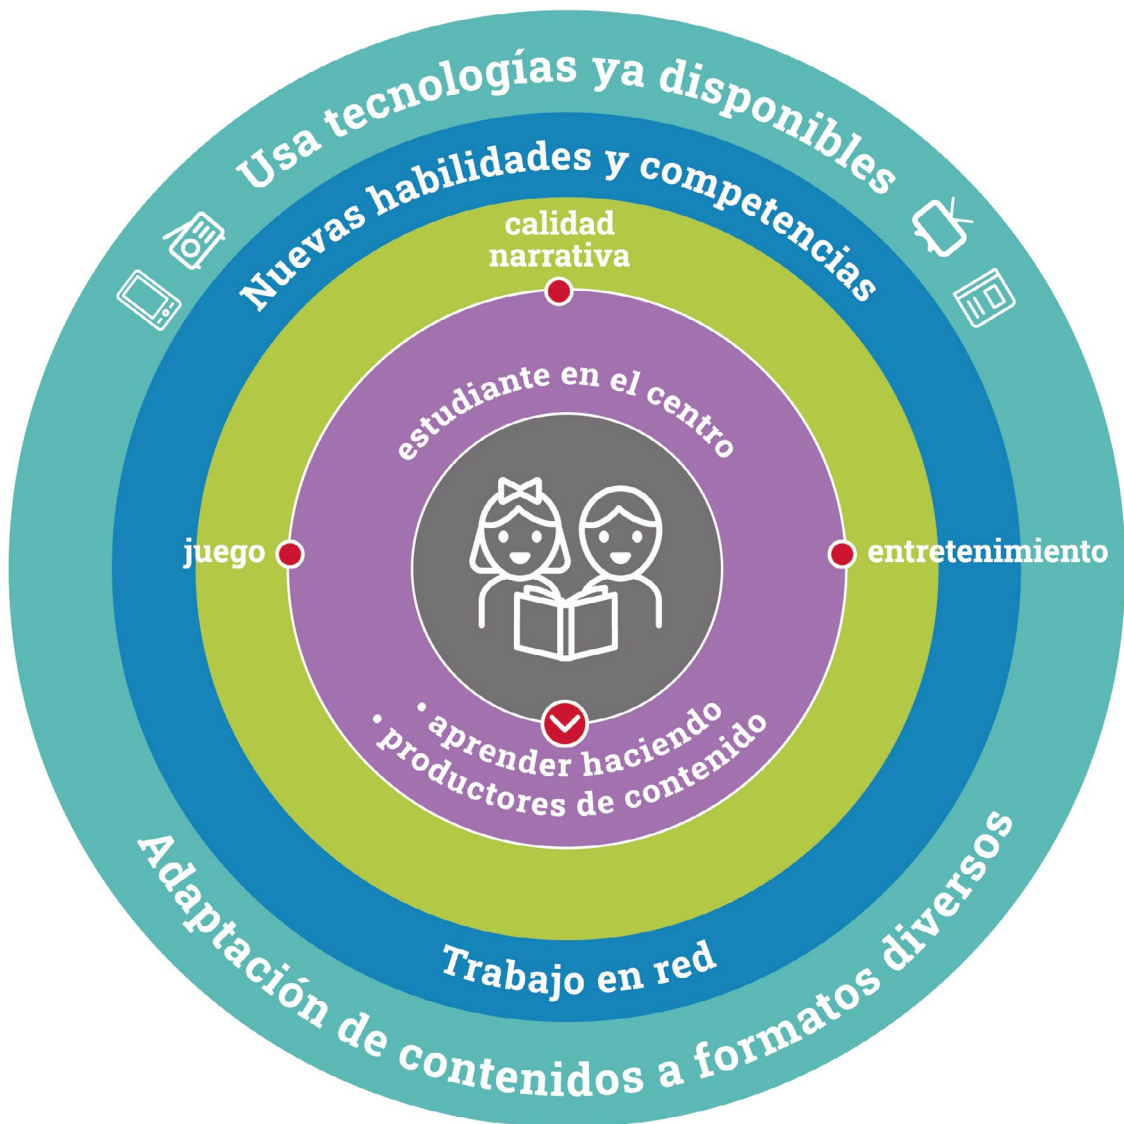 Usa tecnologías ya disponibles
Nuevas habilidades y competencias
calidad
narrativa
estudiante en el centro
juego
entretenimiento
• aprender haciendo
• productores de contenido
Trabajo en red
Adaptación de contenidos a formatos diversos